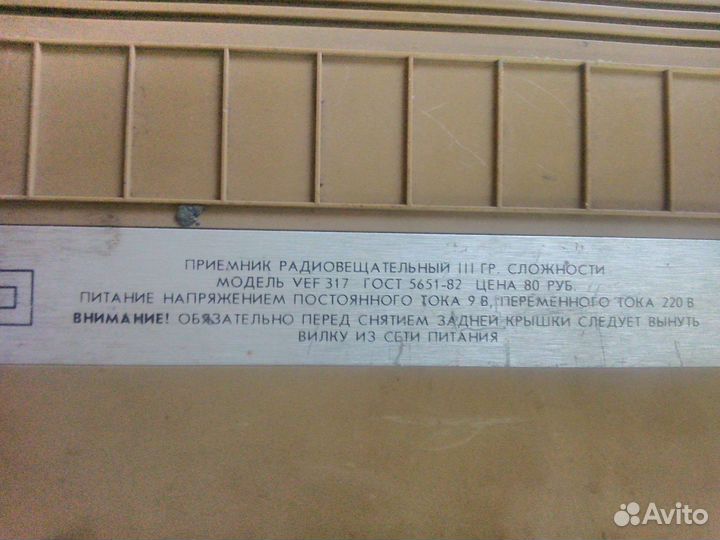 ПРИЕМНИК РАДИОВЕЩАТЕЛЬНЫЙ III ГР. СЛОЖНОСТИ
МОДЕЛЬ VEF 317 ГОСТ 5651-82 ЦЕНА 80 РУБ.
ПИТАНИЕ НАПРЯЖЕНИЕМ ПОСТОЯННОГО ТОКА 9 В, ПЕРЕМЕННОГО ТОКА 220 В
ВНИМАНИЕ! ОБЯЗАТЕЛЬНО ПЕРЕД СНЯТИЕМ ЗАДНЕЙ КРЫШКИ СЛЕДУЕТ ВЫНУТЬ
ВИЛКУ ИЗ СЕТИ ПИТАНИЯ
Avito